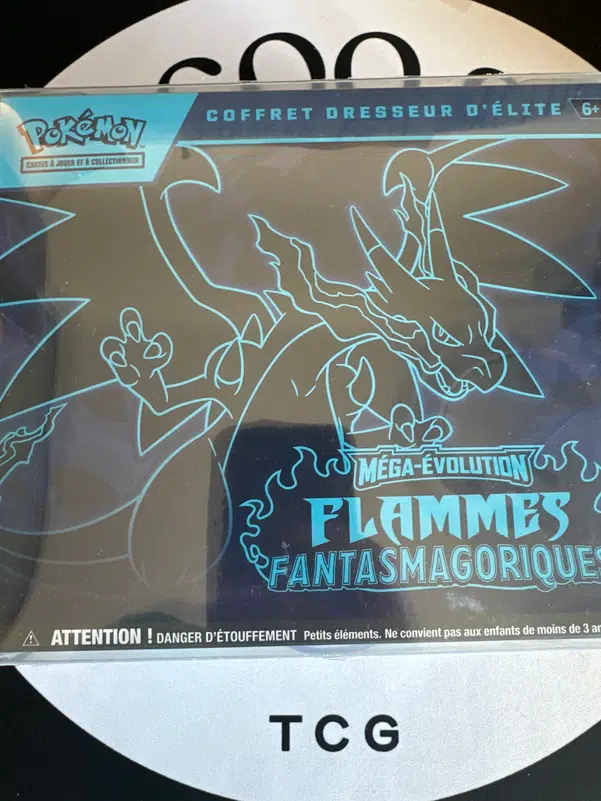 COFFRET DRESSEUR D'ÉLITE 6+
POKÉMON
CARTES À JOUER ET À COLLECTIONNER
MÉGA-ÉVOLUTION
FLAMMES
FANTASMAGORIQUES
ATTENTION ! DANGER D'ÉTOUFFEMENT Petits éléments. Ne convient pas aux enfants de moins de 3
TCG